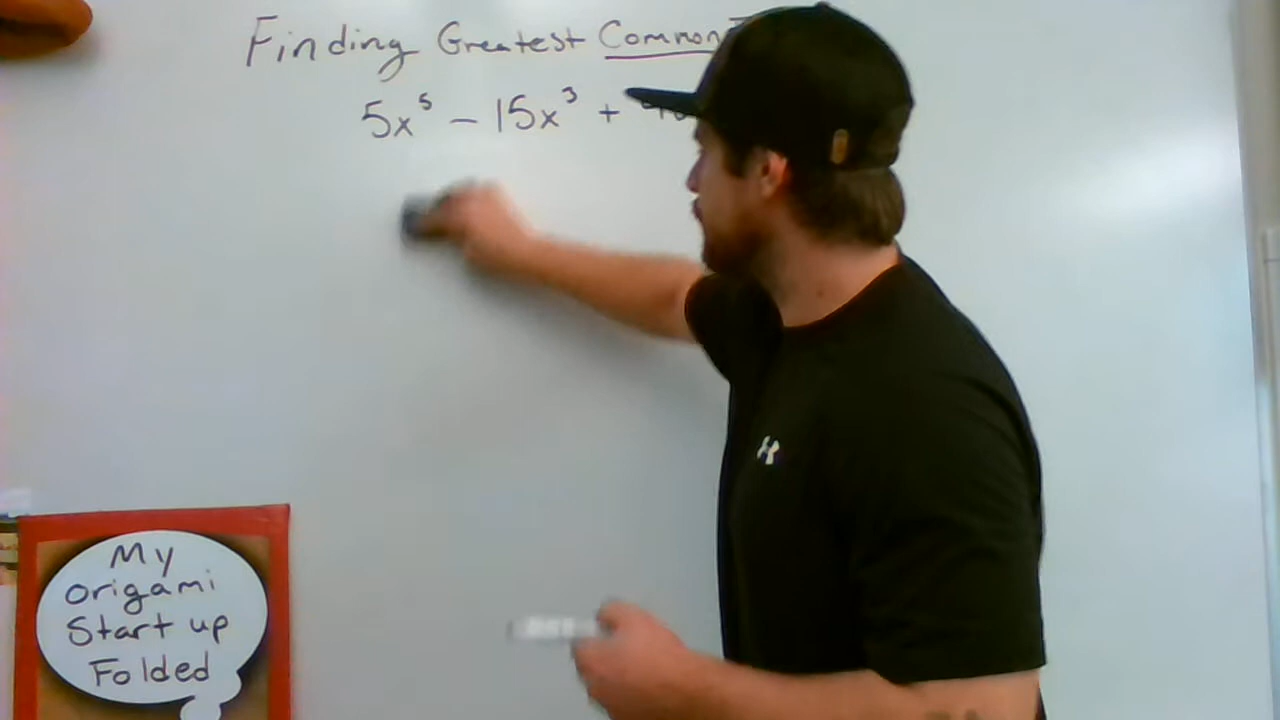 Finding Greatest Common
5x⁵ - 15x³ +
My
origami
Start up
Folded